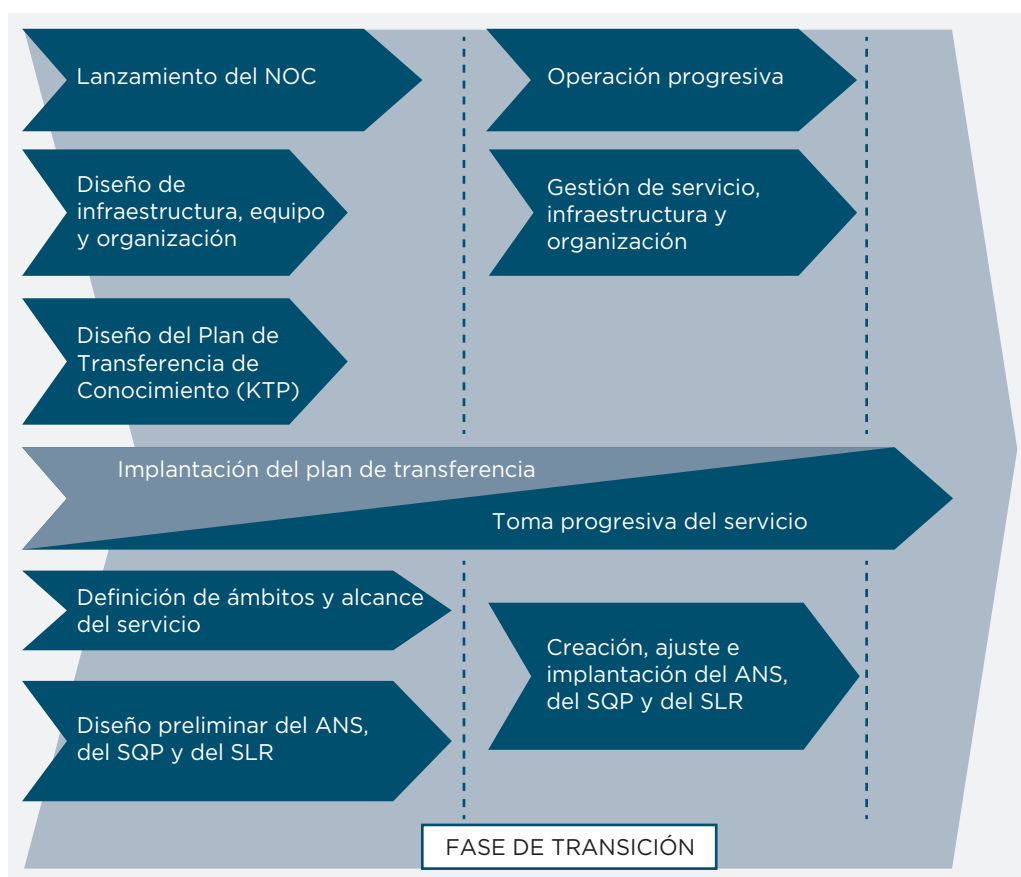 Lanzamiento del NOC
Operación progresiva
Diseño de
infraestructura, equipo
y organización
Gestión de servicio,
infraestructura y
organización
Diseño del Plan de
Transferencia de
Conocimiento (KTP)
Implantación del plan de transferencia
Toma progresiva del servicio
Definición de ámbitos y alcance
del servicio
Creación, ajuste e
implantación del ANS,
del SQP y del SLR
Diseño preliminar del ANS,
del SQP y del SLR
FASE DE TRANSICIÓN